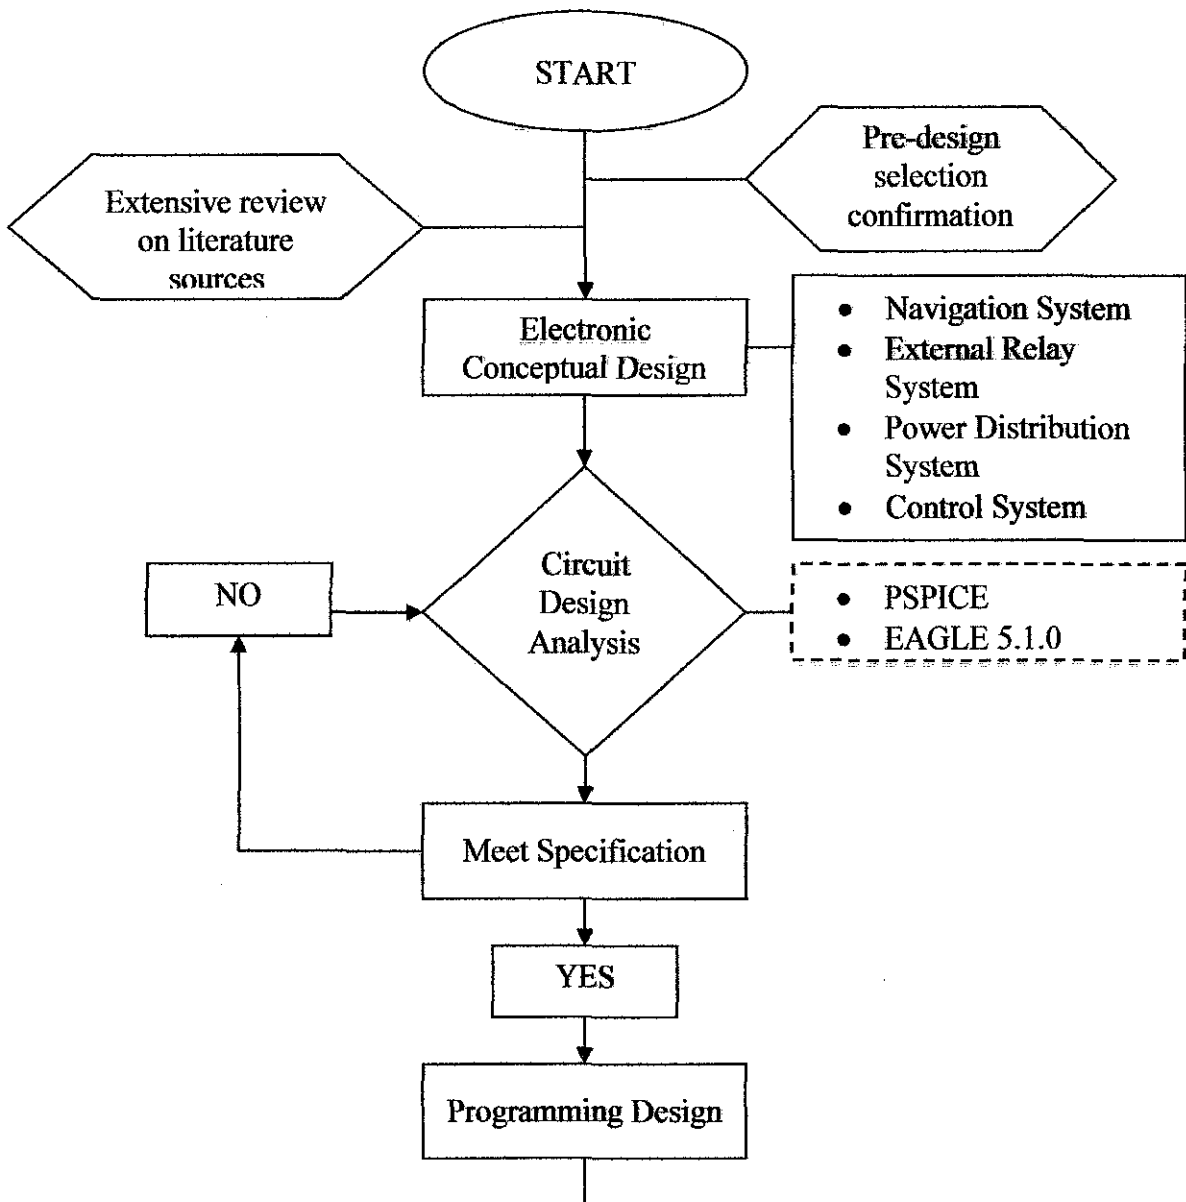 START
Pre-design
selection
confirmation
Extensive review
on literature
sources
Electronic
Conceptual Design
• Navigation System
• External Relay
System
• Power Distribution
System
• Control System
Circuit
Design
Analysis
NO
• PSPICE
• EAGLE 5.1.0
Meet Specification
YES
Programming Design